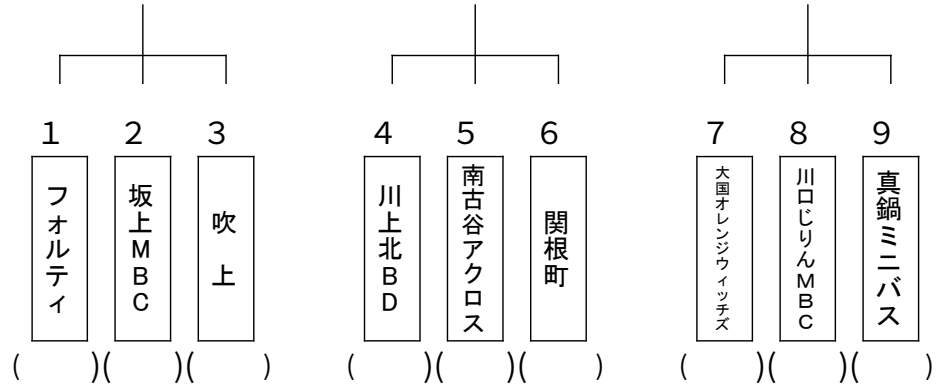 1 2 3 4 5 6 7 8 9
フォルティ
坂上MBC
吹上
川上北BD
南古谷アクロス
関根町
大国オレンジウィッチズ
川口じりんMBC
真鍋ミニバス
( )( )( ) ( )( )( ) ( )( )( )